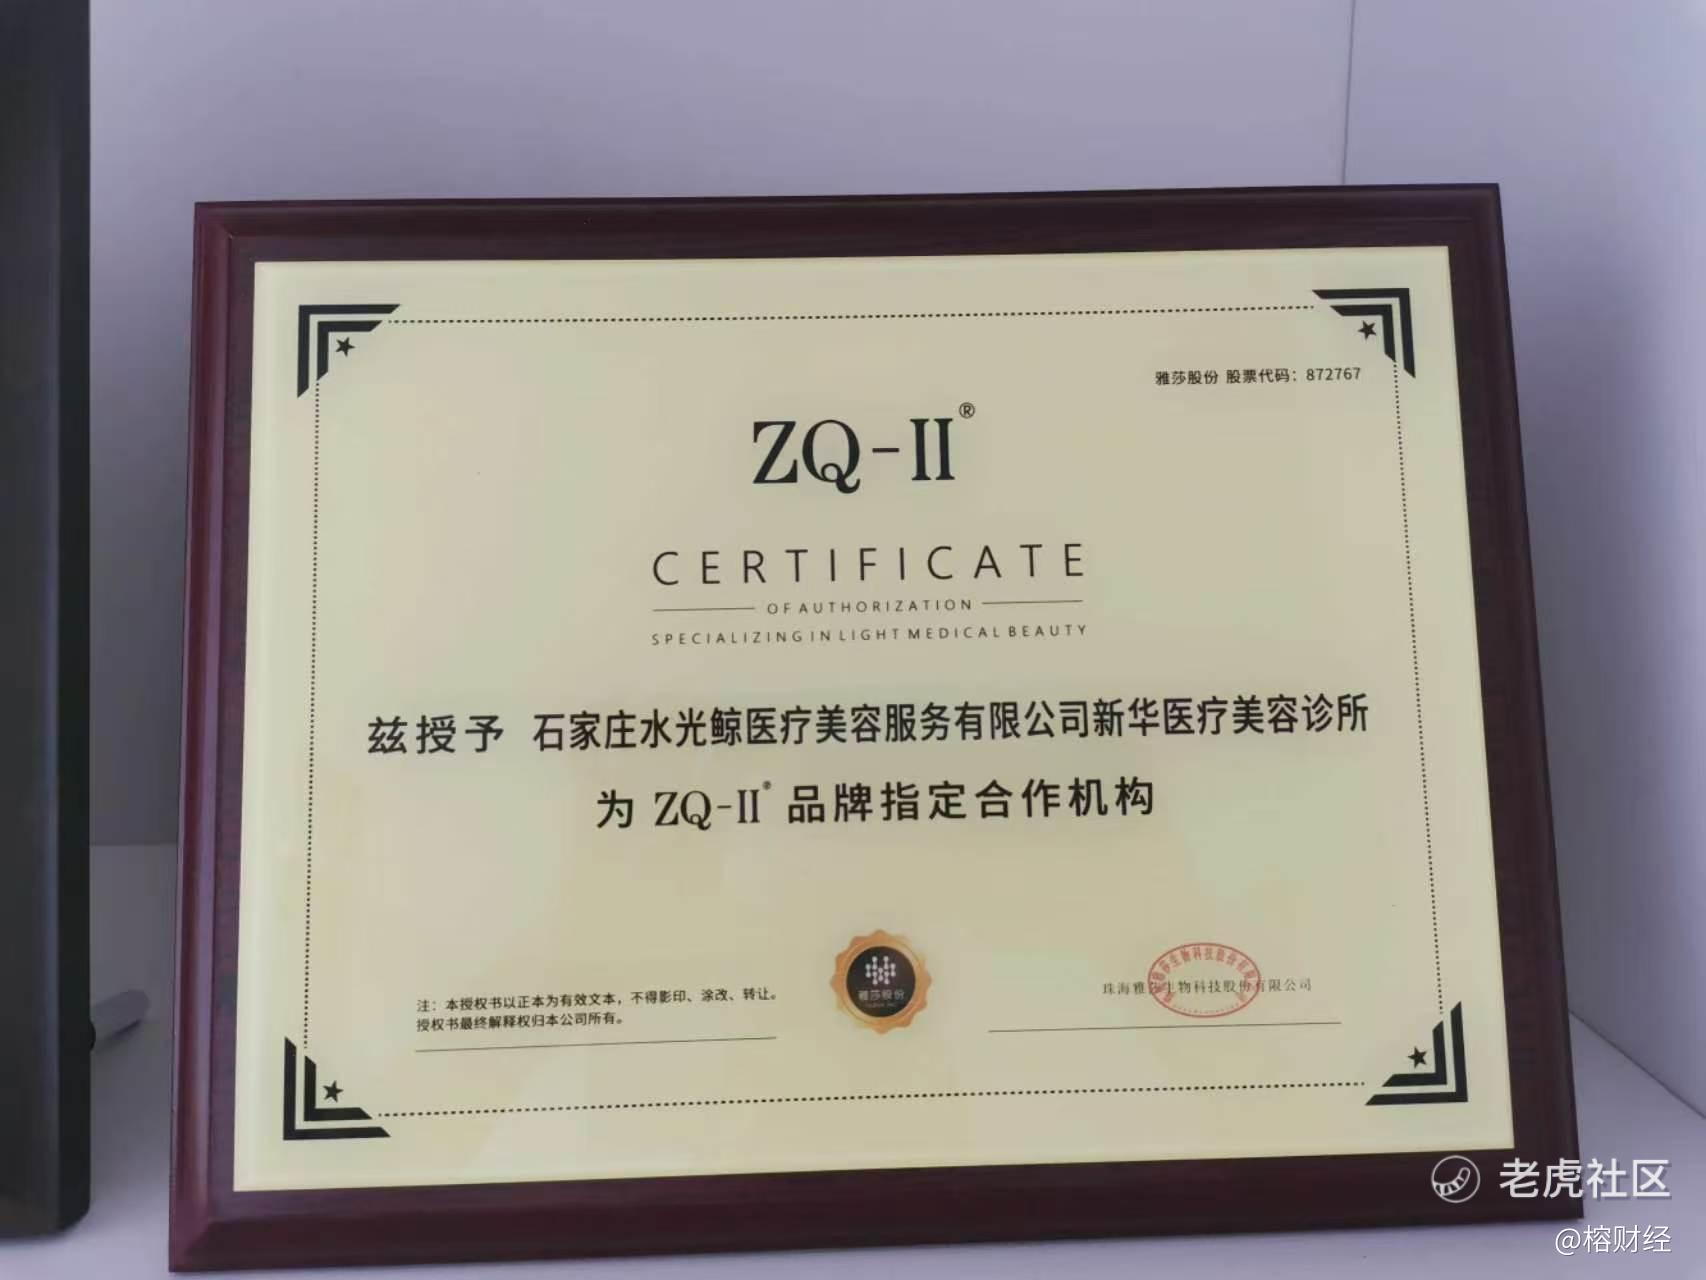 雅莎股份 股票代码：872767
ZQ-II®
CERTIFICATE
OF AUTHORIZATION
SPECIALIZING IN LIGHT MEDICAL BEAUTY
兹授予 石家庄水光鲸医疗美容服务有限公司新华医疗美容诊所
为 ZQ-II® 品牌指定合作机构
注：本授权书以正本为有效文本，不得影印、涂改、转让。
授权书最终解释权归本公司所有。
雅莎股份
珠海雅莎生物科技股份有限公司
老虎社区
@榕财经